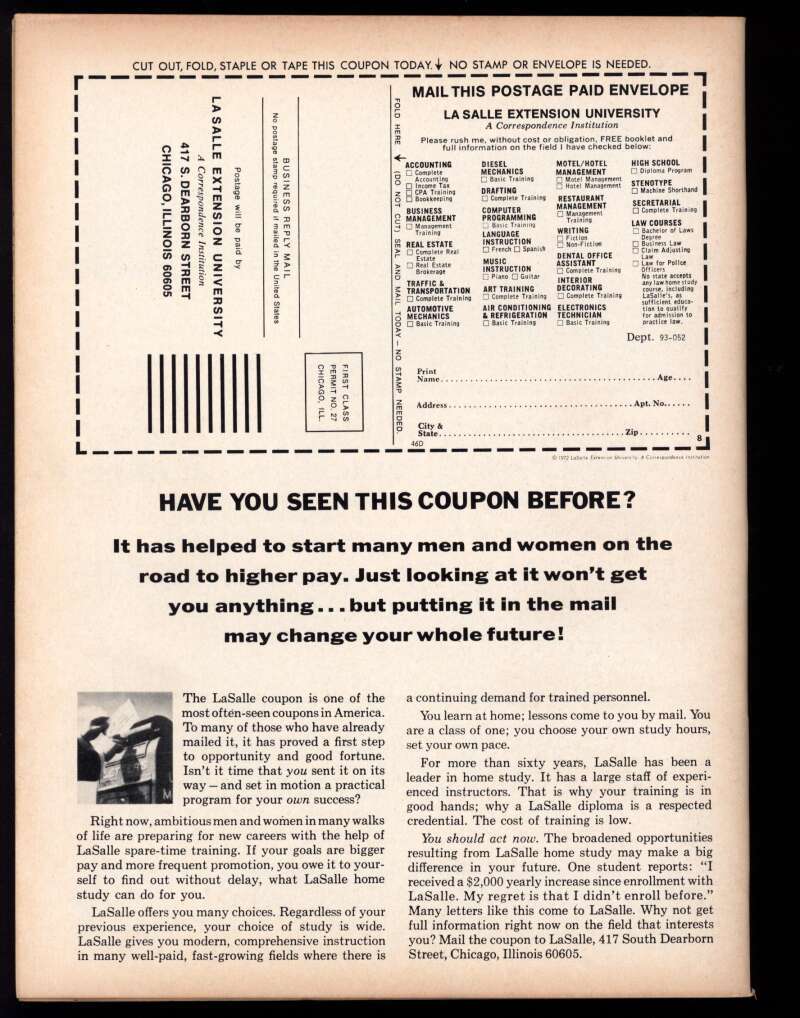 CUT OUT, FOLD, STAPLE OR TAPE THIS COUPON TODAY. ↓ NO STAMP OR ENVELOPE IS NEEDED.
LA SALLE EXTENSION UNIVERSITY
A Correspondence Institution
417 S. DEARBORN STREET
CHICAGO, ILLINOIS 60605
Postage will be paid by
BUSINESS REPLY MAIL
No postage stamp required if mailed in the United States
FIRST CLASS
PERMIT NO. 27
CHICAGO, ILL.
FOLD HERE → (DO NOT CUT) SEAL AND MAIL TODAY – NO STAMP NEEDED.
MAIL THIS POSTAGE PAID ENVELOPE
LA SALLE EXTENSION UNIVERSITY
A Correspondence Institution
Please rush me, without cost or obligation, FREE booklet and
full information on the field I have checked below:
ACCOUNTING
☐ Complete
Accounting
☐ Income Tax
☐ CPA Training
☐ Bookkeeping
BUSINESS
MANAGEMENT
☐ Management
Training
REAL ESTATE
☐ Complete Real
Estate
☐ Real Estate
Brokerage
TRAFFIC &
TRANSPORTATION
☐ Complete Training
AUTOMOTIVE
MECHANICS
☐ Basic Training
DIESEL
MECHANICS
☐ Basic Training
DRAFTING
☐ Complete Training
COMPUTER
PROGRAMMING
☐ Basic Training
LANGUAGE
INSTRUCTION
☐ French ☐ Spanish
MUSIC
INSTRUCTION
☐ Piano ☐ Guitar
ART TRAINING
☐ Complete Training
AIR CONDITIONING
& REFRIGERATION
☐ Basic Training
MOTEL/HOTEL
MANAGEMENT
☐ Motel Management
☐ Hotel Management
RESTAURANT
MANAGEMENT
☐ Management
Training
WRITING
☐ Fiction
☐ Non-Fiction
DENTAL OFFICE
ASSISTANT
☐ Complete Training
INTERIOR
DECORATING
☐ Complete Training
ELECTRONICS
TECHNICIAN
☐ Basic Training
HIGH SCHOOL
☐ Diploma Program
STENOTYPE
☐ Machine Shorthand
SECRETARIAL
☐ Complete Training
LAW COURSES
☐ Bachelor of Laws
Degree
☐ Business Law
☐ Claim Adjusting
Law
☐ Law for Police
Officers
No state accepts
any law home study
course, including
LaSalle's, as
sufficient educa-
tion to qualify
for admission to
practice law.
Dept. 93-052
Print
Name........Age....
Address........Apt. No......
City &
State........Zip..........
46D
8
© 1972 LaSalle Extension University. A Correspondence Institution
HAVE YOU SEEN THIS COUPON BEFORE?
It has helped to start many men and women on the
road to higher pay. Just looking at it won't get
you anything...but putting it in the mail
may change your whole future!
The LaSalle coupon is one of the
most often-seen coupons in America.
To many of those who have already
mailed it, it has proved a first step
to opportunity and good fortune.
Isn't it time that you sent it on its
way – and set in motion a practical
program for your own success?
Right now, ambitious men and women in many walks
of life are preparing for new careers with the help of
LaSalle spare-time training. If your goals are bigger
pay and more frequent promotion, you owe it to your-
self to find out without delay, what LaSalle home
study can do for you.
LaSalle offers you many choices. Regardless of your
previous experience, your choice of study is wide.
LaSalle gives you modern, comprehensive instruction
in many well-paid, fast-growing fields where there is
a continuing demand for trained personnel.
You learn at home; lessons come to you by mail. You
are a class of one; you choose your own study hours,
set your own pace.
For more than sixty years, LaSalle has been a
leader in home study. It has a large staff of experi-
enced instructors. That is why your training is in
good hands; why a LaSalle diploma is a respected
credential. The cost of training is low.
You should act now. The broadened opportunities
resulting from LaSalle home study may make a big
difference in your future. One student reports: "I
received a $2,000 yearly increase since enrollment with
LaSalle. My regret is that I didn't enroll before."
Many letters like this come to LaSalle. Why not get
full information right now on the field that interests
you? Mail the coupon to LaSalle, 417 South Dearborn
Street, Chicago, Illinois 60605.